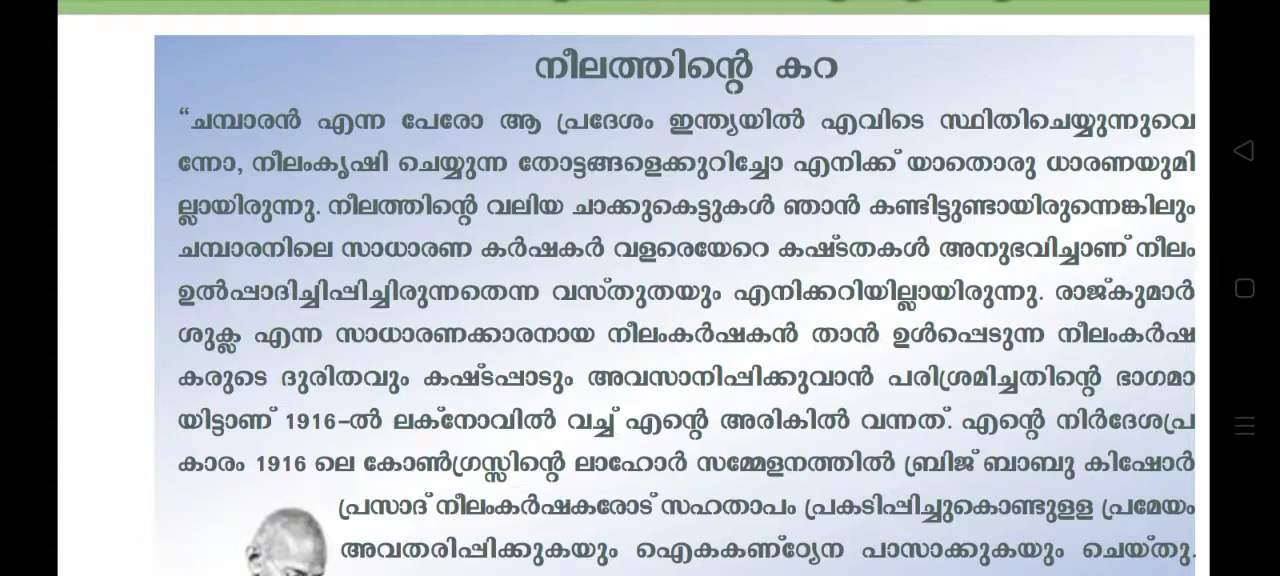 നീലത്തിന്റെ കറ
“ചമ്പാരൻ എന്ന പേരോ ആ പ്രദേശം ഇന്ത്യയിൽ എവിടെ സ്ഥിതിചെയ്യുന്നുവെ
ന്നോ, നീലംകൃഷി ചെയ്യുന്ന തോട്ടങ്ങളെക്കുറിച്ചോ എനിക്ക് യാതൊരു ധാരണയുമി
ല്ലായിരുന്നു. നീലത്തിന്റെ വലിയ ചാക്കുകെട്ടുകൾ ഞാൻ കണ്ടിട്ടുണ്ടായിരുന്നെങ്കിലും
ചമ്പാരനിലെ സാധാരണ കർഷകർ വളരെയേറെ കഷ്ടതകൾ അനുഭവിച്ചാണ് നീലം
ഉൽപ്പാദിച്ചിപ്പിച്ചിരുന്നതെന്ന വസ്തുതയും എനിക്കറിയില്ലായിരുന്നു. രാജ്കുമാർ
ശുക്ല എന്ന സാധാരണക്കാരനായ നീലംകർഷകൻ താൻ ഉൾപ്പെടുന്ന നീലംകർഷ
കരുടെ ദുരിതവും കഷ്ടപ്പാടും അവസാനിപ്പിക്കുവാൻ പരിശ്രമിച്ചതിന്റെ ഭാഗമാ
യിട്ടാണ് 1916-ൽ ലക്നോവിൽ വച്ച് എന്റെ അരികിൽ വന്നത്. എന്റെ നിർദേശപ്ര
കാരം 1916 ലെ കോൺഗ്രസ്സിന്റെ ലാഹോർ സമ്മേളനത്തിൽ ബ്രിജ് ബാബു കിഷോർ
പ്രസാദ് നീലംകർഷകരോട് സഹതാപം പ്രകടിപ്പിച്ചുകൊണ്ടുളള പ്രമേയം
അവതരിപ്പിക്കുകയും ഐകകണ്ഠ്യേന പാസാക്കുകയും ചെയ്തു.